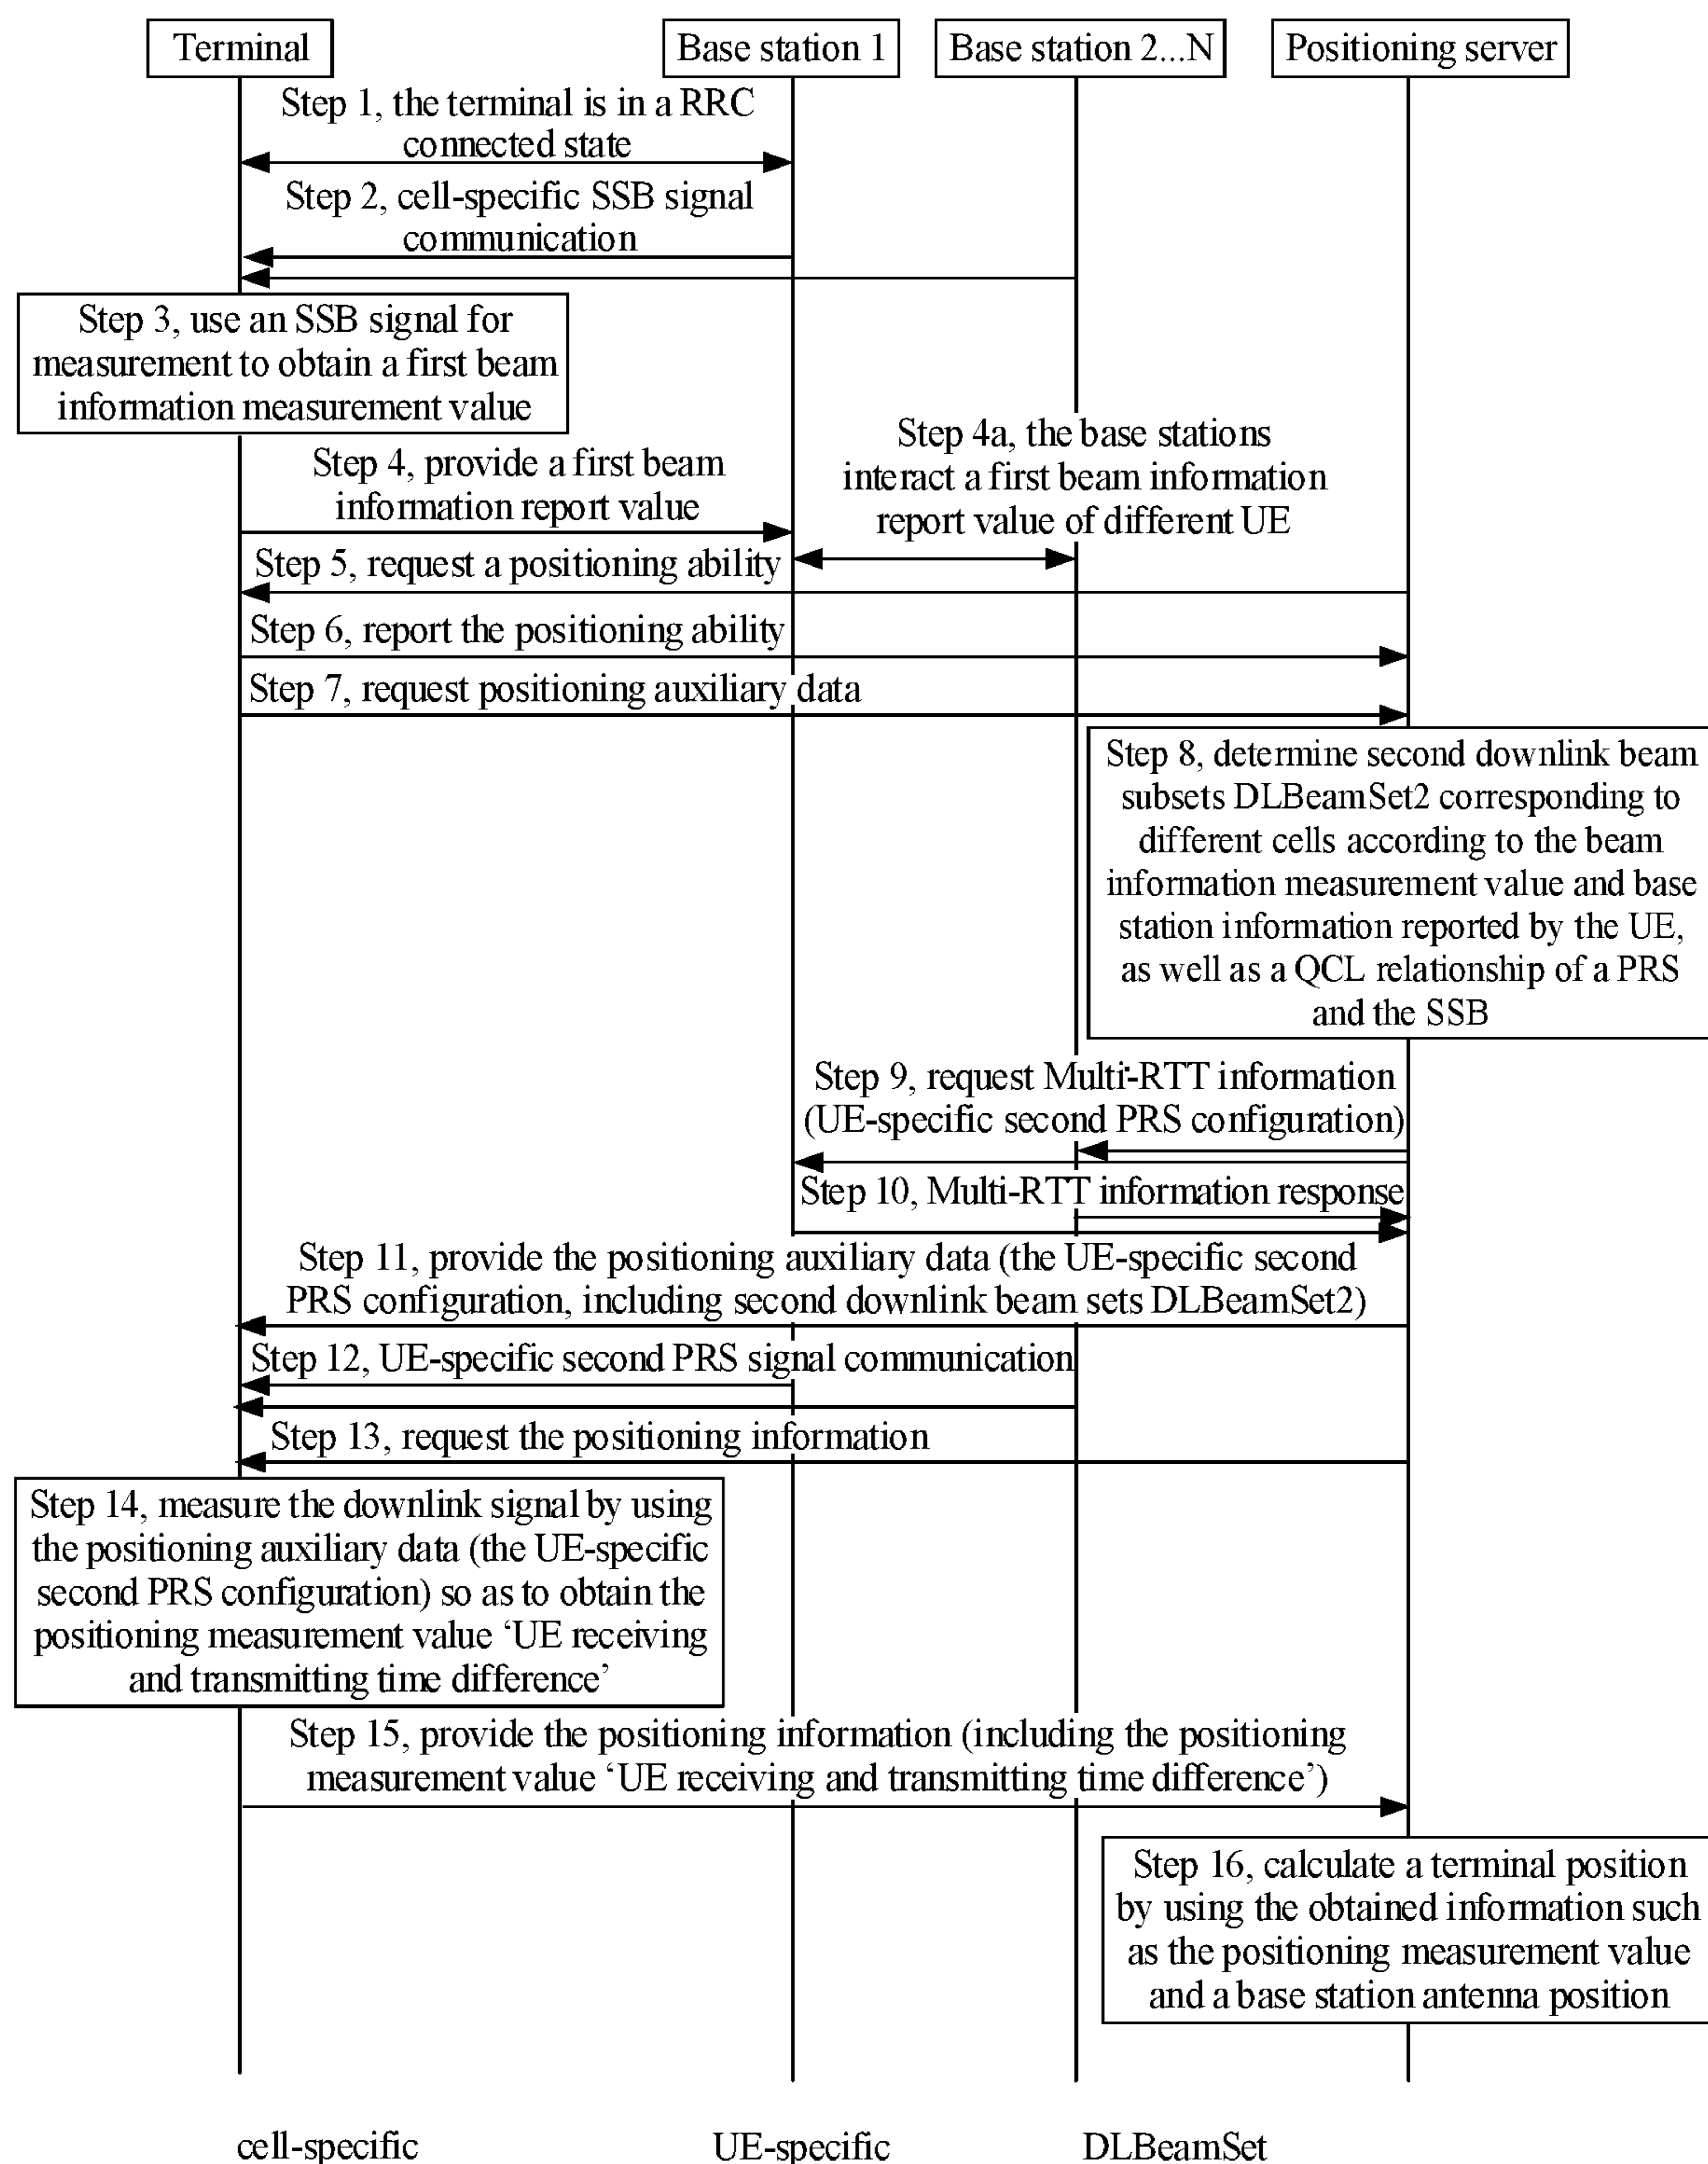 Terminal
Base station 1
Base station 2...N
Positioning server
Step 1, the terminal is in a RRC
connected state
Step 2, cell-specific SSB signal
communication
Step 3, use an SSB signal for
measurement to obtain a first beam
information measurement value
Step 4, provide a first beam
information report value
Step 4a, the base stations
interact a first beam information
report value of different UE
Step 5, request a positioning ability
Step 6, report the positioning ability
Step 7, request positioning auxiliary data
Step 8, determine second downlink beam
subsets DLBeamSet2 corresponding to
different cells according to the beam
information measurement value and base
station information reported by the UE,
as well as a QCL relationship of a PRS
and the SSB
Step 9, request Multi-RTT information
(UE-specific second PRS configuration)
Step 10, Multi-RTT information response
Step 11, provide the positioning auxiliary data (the UE-specific second
PRS configuration, including second downlink beam sets DLBeamSet2)
Step 12, UE-specific second PRS signal communication
Step 13, request the positioning information
Step 14, measure the downlink signal by using
the positioning auxiliary data (the UE-specific
second PRS configuration) so as to obtain the
positioning measurement value ‘UE receiving
and transmitting time difference’
Step 15, provide the positioning information (including the positioning
measurement value ‘UE receiving and transmitting time difference’)
Step 16, calculate a terminal position
by using the obtained information such
as the positioning measurement value
and a base station antenna position
cell-specific
UE-specific
DLBeamSet